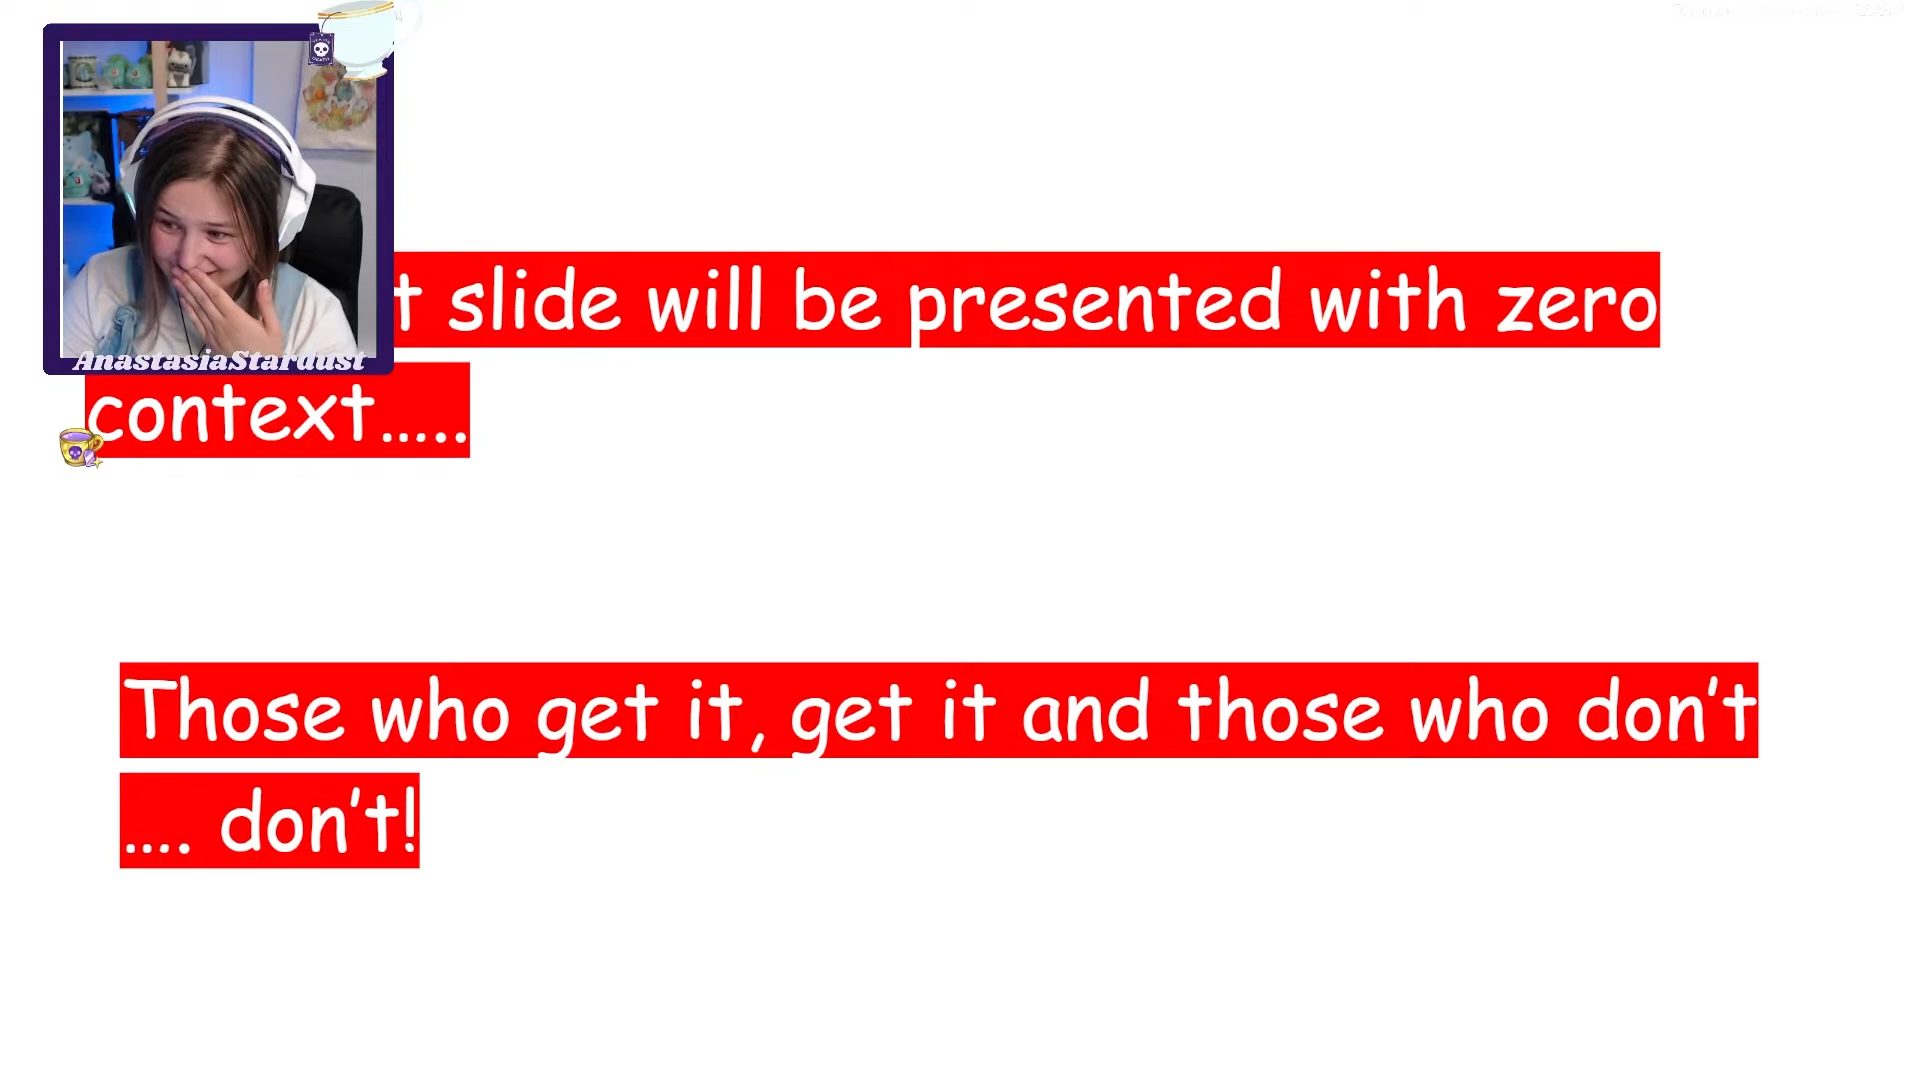 AnastasiaStardust
t slide will be presented with zero
context.....
Those who get it, get it and those who don't
.... don't!